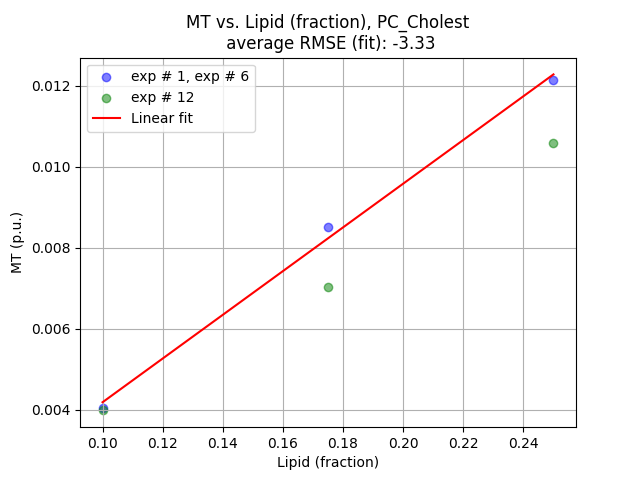 MT vs. Lipid (fraction), PC_Cholest
average RMSE (fit): -3.33
exp # 1, exp # 6
exp # 12
Linear fit
0.012
0.010
0.008
0.006
0.004
MT (p.u.)
0.10 0.12 0.14 0.16 0.18 0.20 0.22 0.24
Lipid (fraction)